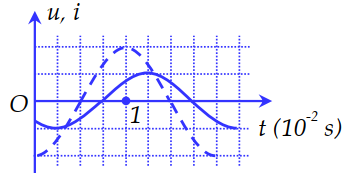 u, i
O
1
t (10⁻² s)